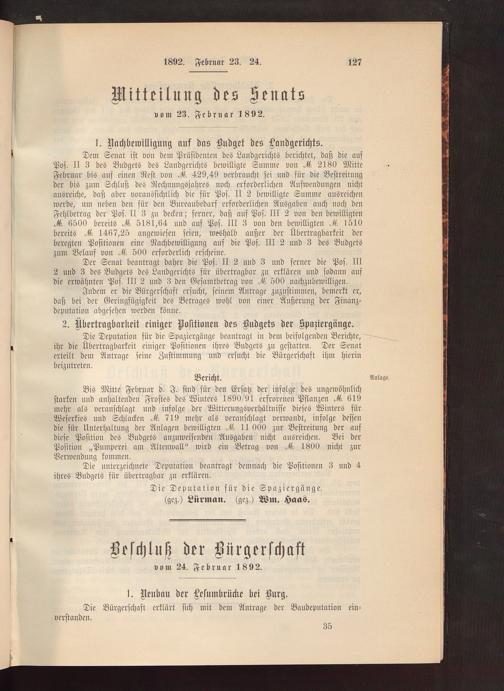 1892. Februar 23. 24.
127
Mitteilung des Senats
vom 23. Februar 1892.
1. Nachbewilligung auf das Budget des Landgerichts.
Dem Senat ist von dem Präsidenten des Landgerichts berichtet, daß die auf
Pos. II 3 des Budgets des Landgerichts bewilligte Summe von ℳ 2180 Mitte
Februar bis auf einen Rest von ℳ 429,49 verbraucht sei und für die Bestreitung
der bis zum Schluß des Rechnungsjahres noch erforderlichen Aufwendungen nicht
ausreiche, daß aber voraussichtlich die für Pos. II 2 bewilligte Summe ausreichen
werde, um neben den für den Bureaubedarf erforderlichen Ausgaben auch noch den
Fehlbetrag der Pos. II 3 zu decken; ferner, daß auf Pos. III 2 von den bewilligten
ℳ 6500 bereits ℳ 5181,64 und auf Pos. III 3 von den bewilligten ℳ 1510
bereits ℳ 1467,25 angewiesen seien, weshalb außer der Übertragbarkeit der
beregten Positionen eine Nachbewilligung auf die Pos. III 2 und 3 des Budgets
zum Belauf von ℳ 500 erforderlich erscheine.
Der Senat beantragt daher die Pos. II 2 und 3 und ferner die Pos. III
2 und 3 des Budgets des Landgerichts für übertragbar zu erklären und sodann auf
die erwähnten Pos. III 2 und 3 den Gesamtbetrag von ℳ 500 nachzubewilligen.
Indem er die Bürgerschaft ersucht, seinem Antrage zuzustimmen, bemerkt er,
daß bei der Geringfügigkeit des Betrages wohl von einer Äußerung der Finanz-
deputation abgesehen werden könne.
2. Übertragbarkeit einiger Positionen des Budgets der Spaziergänge.
Die Deputation für die Spaziergänge beantragt in dem beifolgenden Berichte,
ihr die Übertragbarkeit einiger Positionen ihres Budgets zu gestatten. Der Senat
erteilt dem Antrage seine Zustimmung und ersucht die Bürgerschaft ihm hierin
beizutreten.
Bericht.
Anlage.
Bis Mitte Februar d. J. sind für den Ersatz der infolge des ungewöhnlich
starken und anhaltenden Frostes des Winters 1890/91 erfrorenen Pflanzen ℳ 619
mehr als veranschlagt und infolge der Witterungsverhältnisse dieses Winters für
Weserkies und Schlacken ℳ 719 mehr als veranschlagt verwandt, infolge dessen
die für Unterhaltung der Anlagen bewilligten ℳ 11 000 zur Bestreitung der auf
diese Position des Budgets anzuweisenden Ausgaben nicht ausreichen. Bei der
Position „Pumperei am Altenwall“ wird ein Betrag von ℳ 1800 nicht zur
Verwendung kommen.
Die unterzeichnete Deputation beantragt demnach die Positionen 3 und 4
ihres Budgets für übertragbar zu erklären.
Die Deputation für die Spaziergänge.
(gez.) Lürman. (gez.) Wm. Haas.
Beschluß der Bürgerschaft
vom 24. Februar 1892.
1. Neubau der Lesumbrücke bei Burg.
Die Bürgerschaft erklärt sich mit dem Antrage der Baudeputation ein-
verstanden.
35